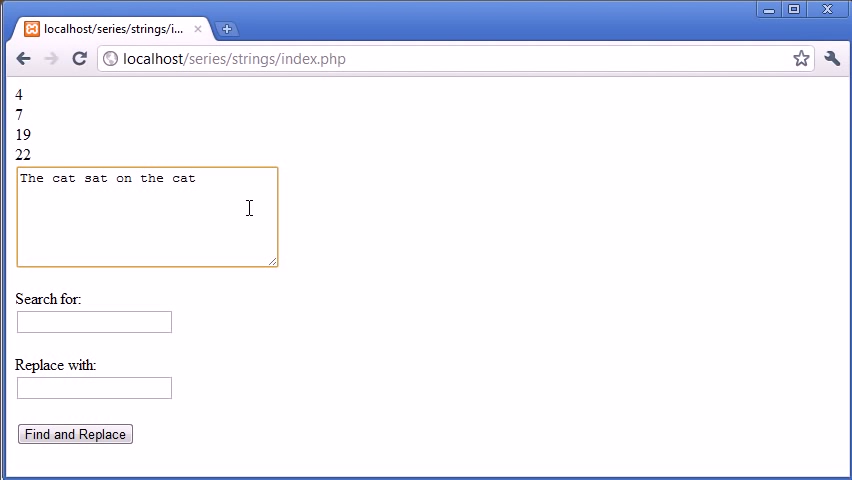 localhost/series/strings/i...
localhost/series/strings/index.php
4
7
19
22
The cat sat on the cat
Search for:
Replace with:
Find and Replace